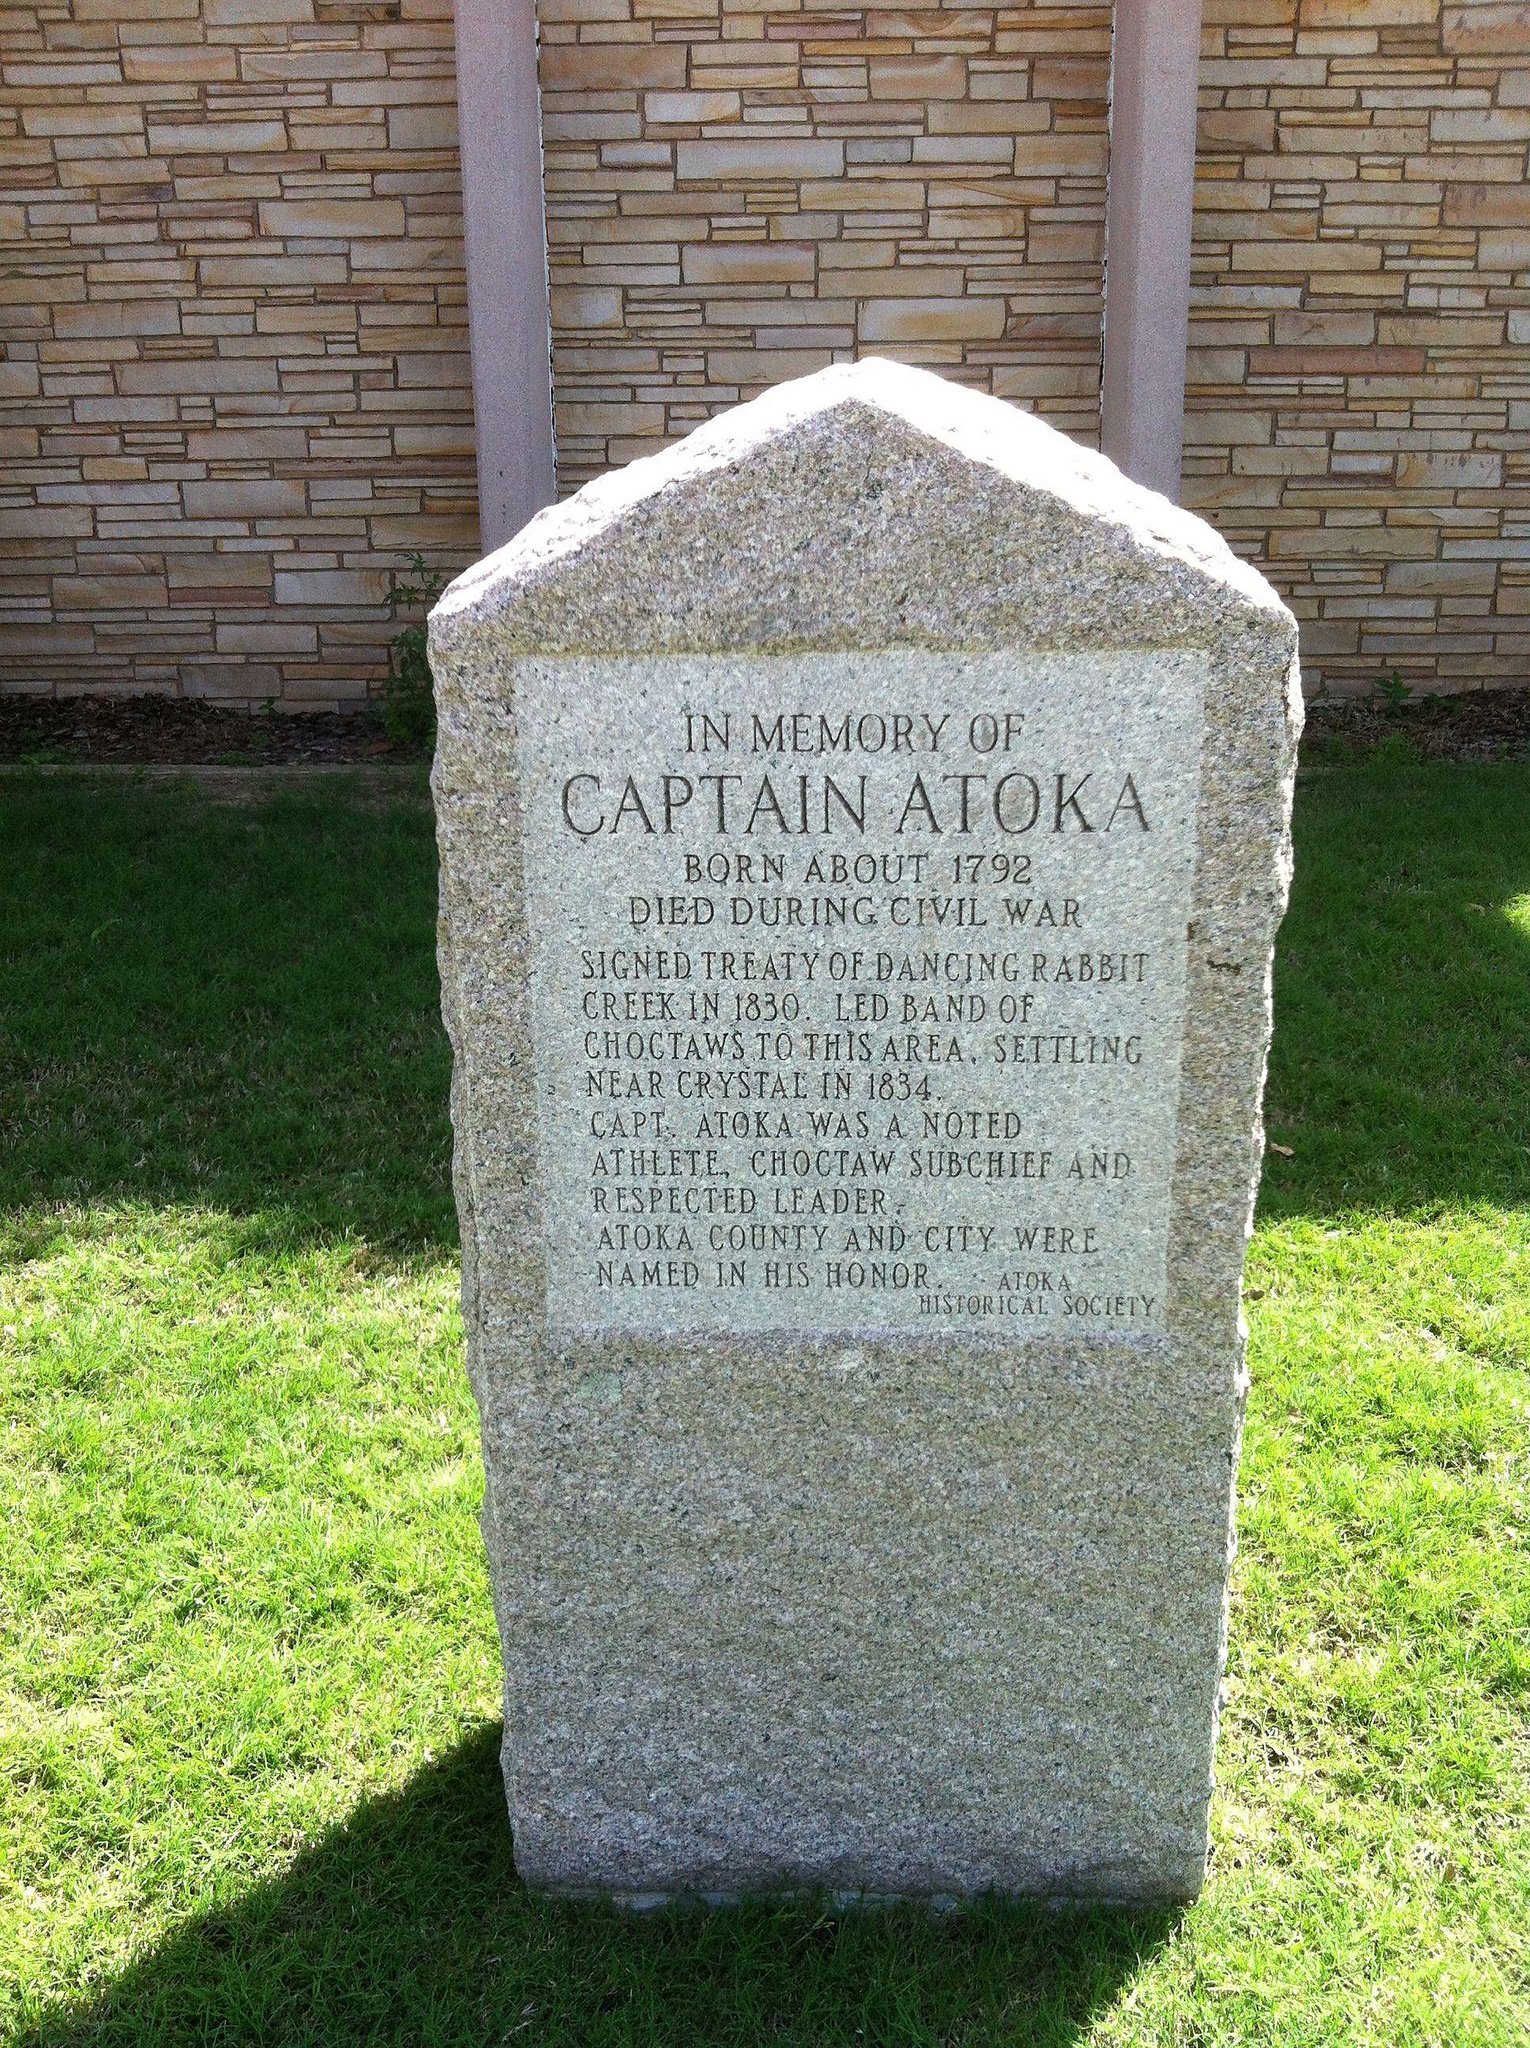 IN MEMORY OF
CAPTAIN ATOKA
BORN ABOUT 1792
DIED DURING CIVIL WAR
SIGNED TREATY OF DANCING RABBIT
CREEK IN 1830. LED BAND OF
CHOCTAWS TO THIS AREA, SETTLING
NEAR CRYSTAL IN 1834.
CAPT. ATOKA WAS A NOTED
ATHLETE, CHOCTAW SUBCHIEF AND
RESPECTED LEADER.
ATOKA COUNTY AND CITY WERE
NAMED IN HIS HONOR. ATOKA
HISTORICAL SOCIETY